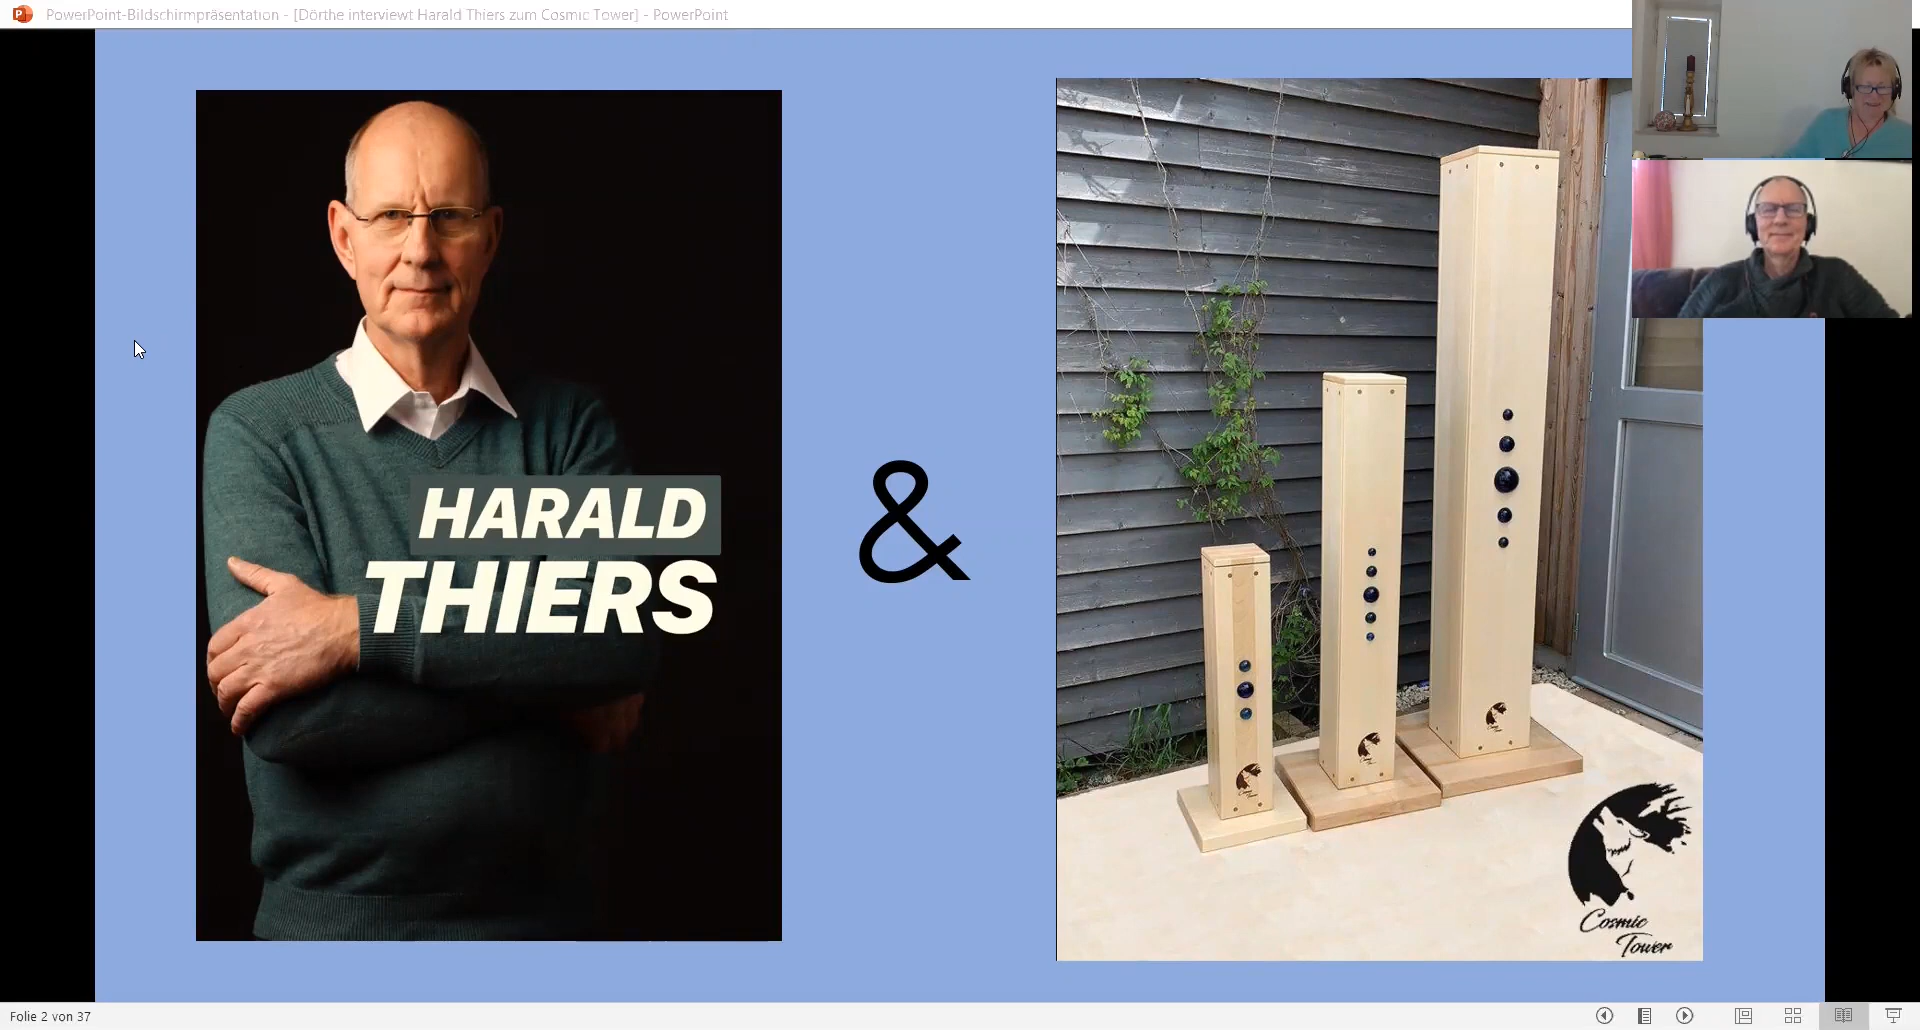 PowerPoint-Bildschirmpräsentation - [Dörthe interviewt Harald Thiers zum Cosmic Tower] - PowerPoint
HARALD
THIERS
&
Cosmic
Tower
Folie 2 von 37